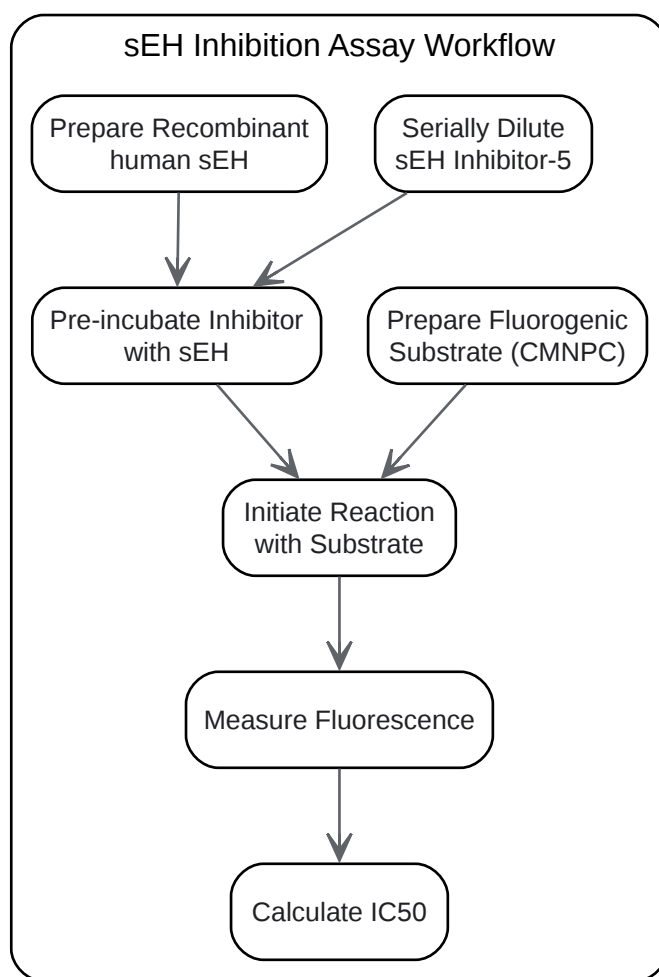 sEH Inhibition Assay Workflow
Prepare Recombinant
human sEH
Serially Dilute
sEH Inhibitor-5
Pre-incubate Inhibitor
with sEH
Prepare Fluorogenic
Substrate (CMNPC)
Initiate Reaction
with Substrate
Measure Fluorescence
Calculate IC50